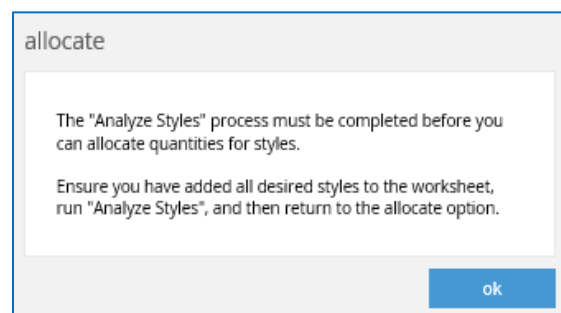 allocate
The "Analyze Styles" process must be completed before you
can allocate quantities for styles.
Ensure you have added all desired styles to the worksheet,
run "Analyze Styles", and then return to the allocate option.
ok